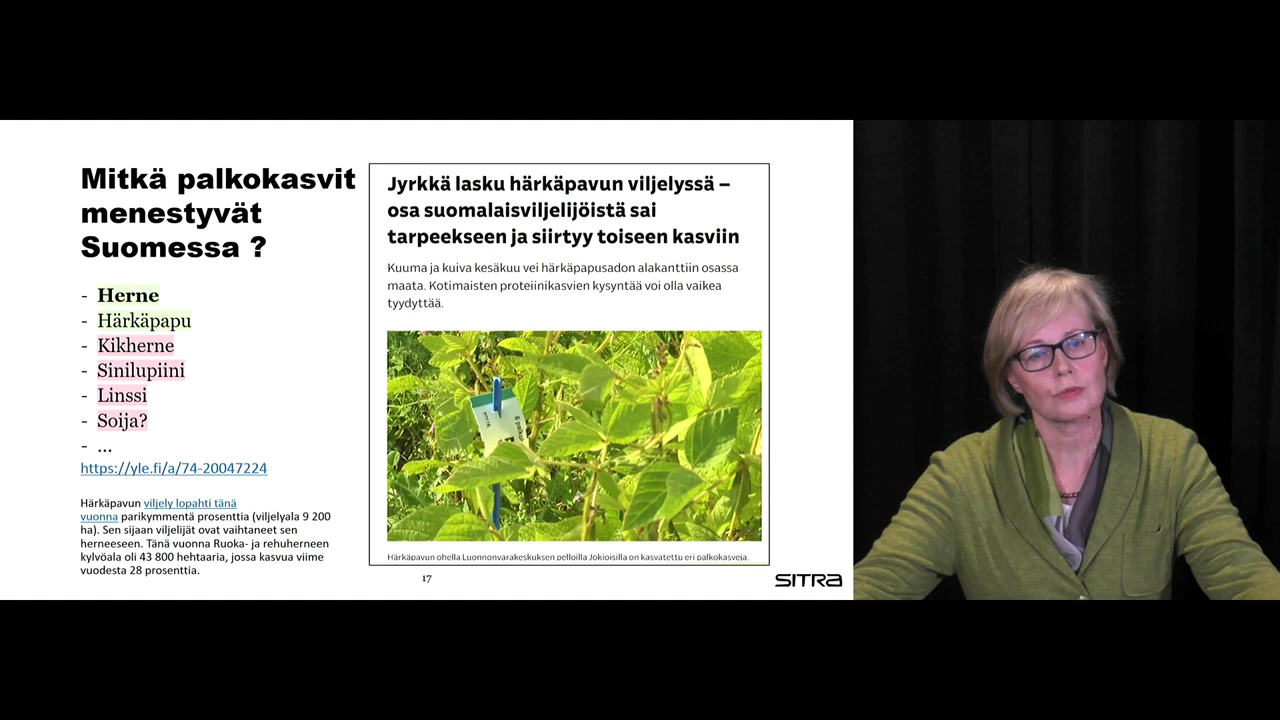 Mitkä palkokasvit
menestyvät
Suomessa ?
- Herne
- Härkäpapu
- Kikherne
- Sinilupiini
- Linssi
- Soija?
- ...
https://yle.fi/a/74-20047224
Härkäpavun viljely lopahti tänä
vuonna parikymmentä prosenttia (viljelyala 9 200
ha). Sen sijaan viljelijät ovat vaihtaneet sen
herneeseen. Tänä vuonna Ruoka- ja rehuherneen
kylvöala oli 43 800 hehtaaria, jossa kasvua viime
vuodesta 28 prosenttia.
Jyrkkä lasku härkäpavun viljelyssä –
osa suomalaisviljelijöistä sai
tarpeekseen ja siirtyy toiseen kasviin
Kuuma ja kuiva kesäkuu vei härkäpapusadon alakanttiin osassa
maata. Kotimaisten proteiinikasvien kysyntää voi olla vaikea
tyydyttää.
Härkäpavun ohella Luonnonvarakeskuksen pelloilla Jokioisilla on kasvatettu eri palkokasveja.
17
SITRA